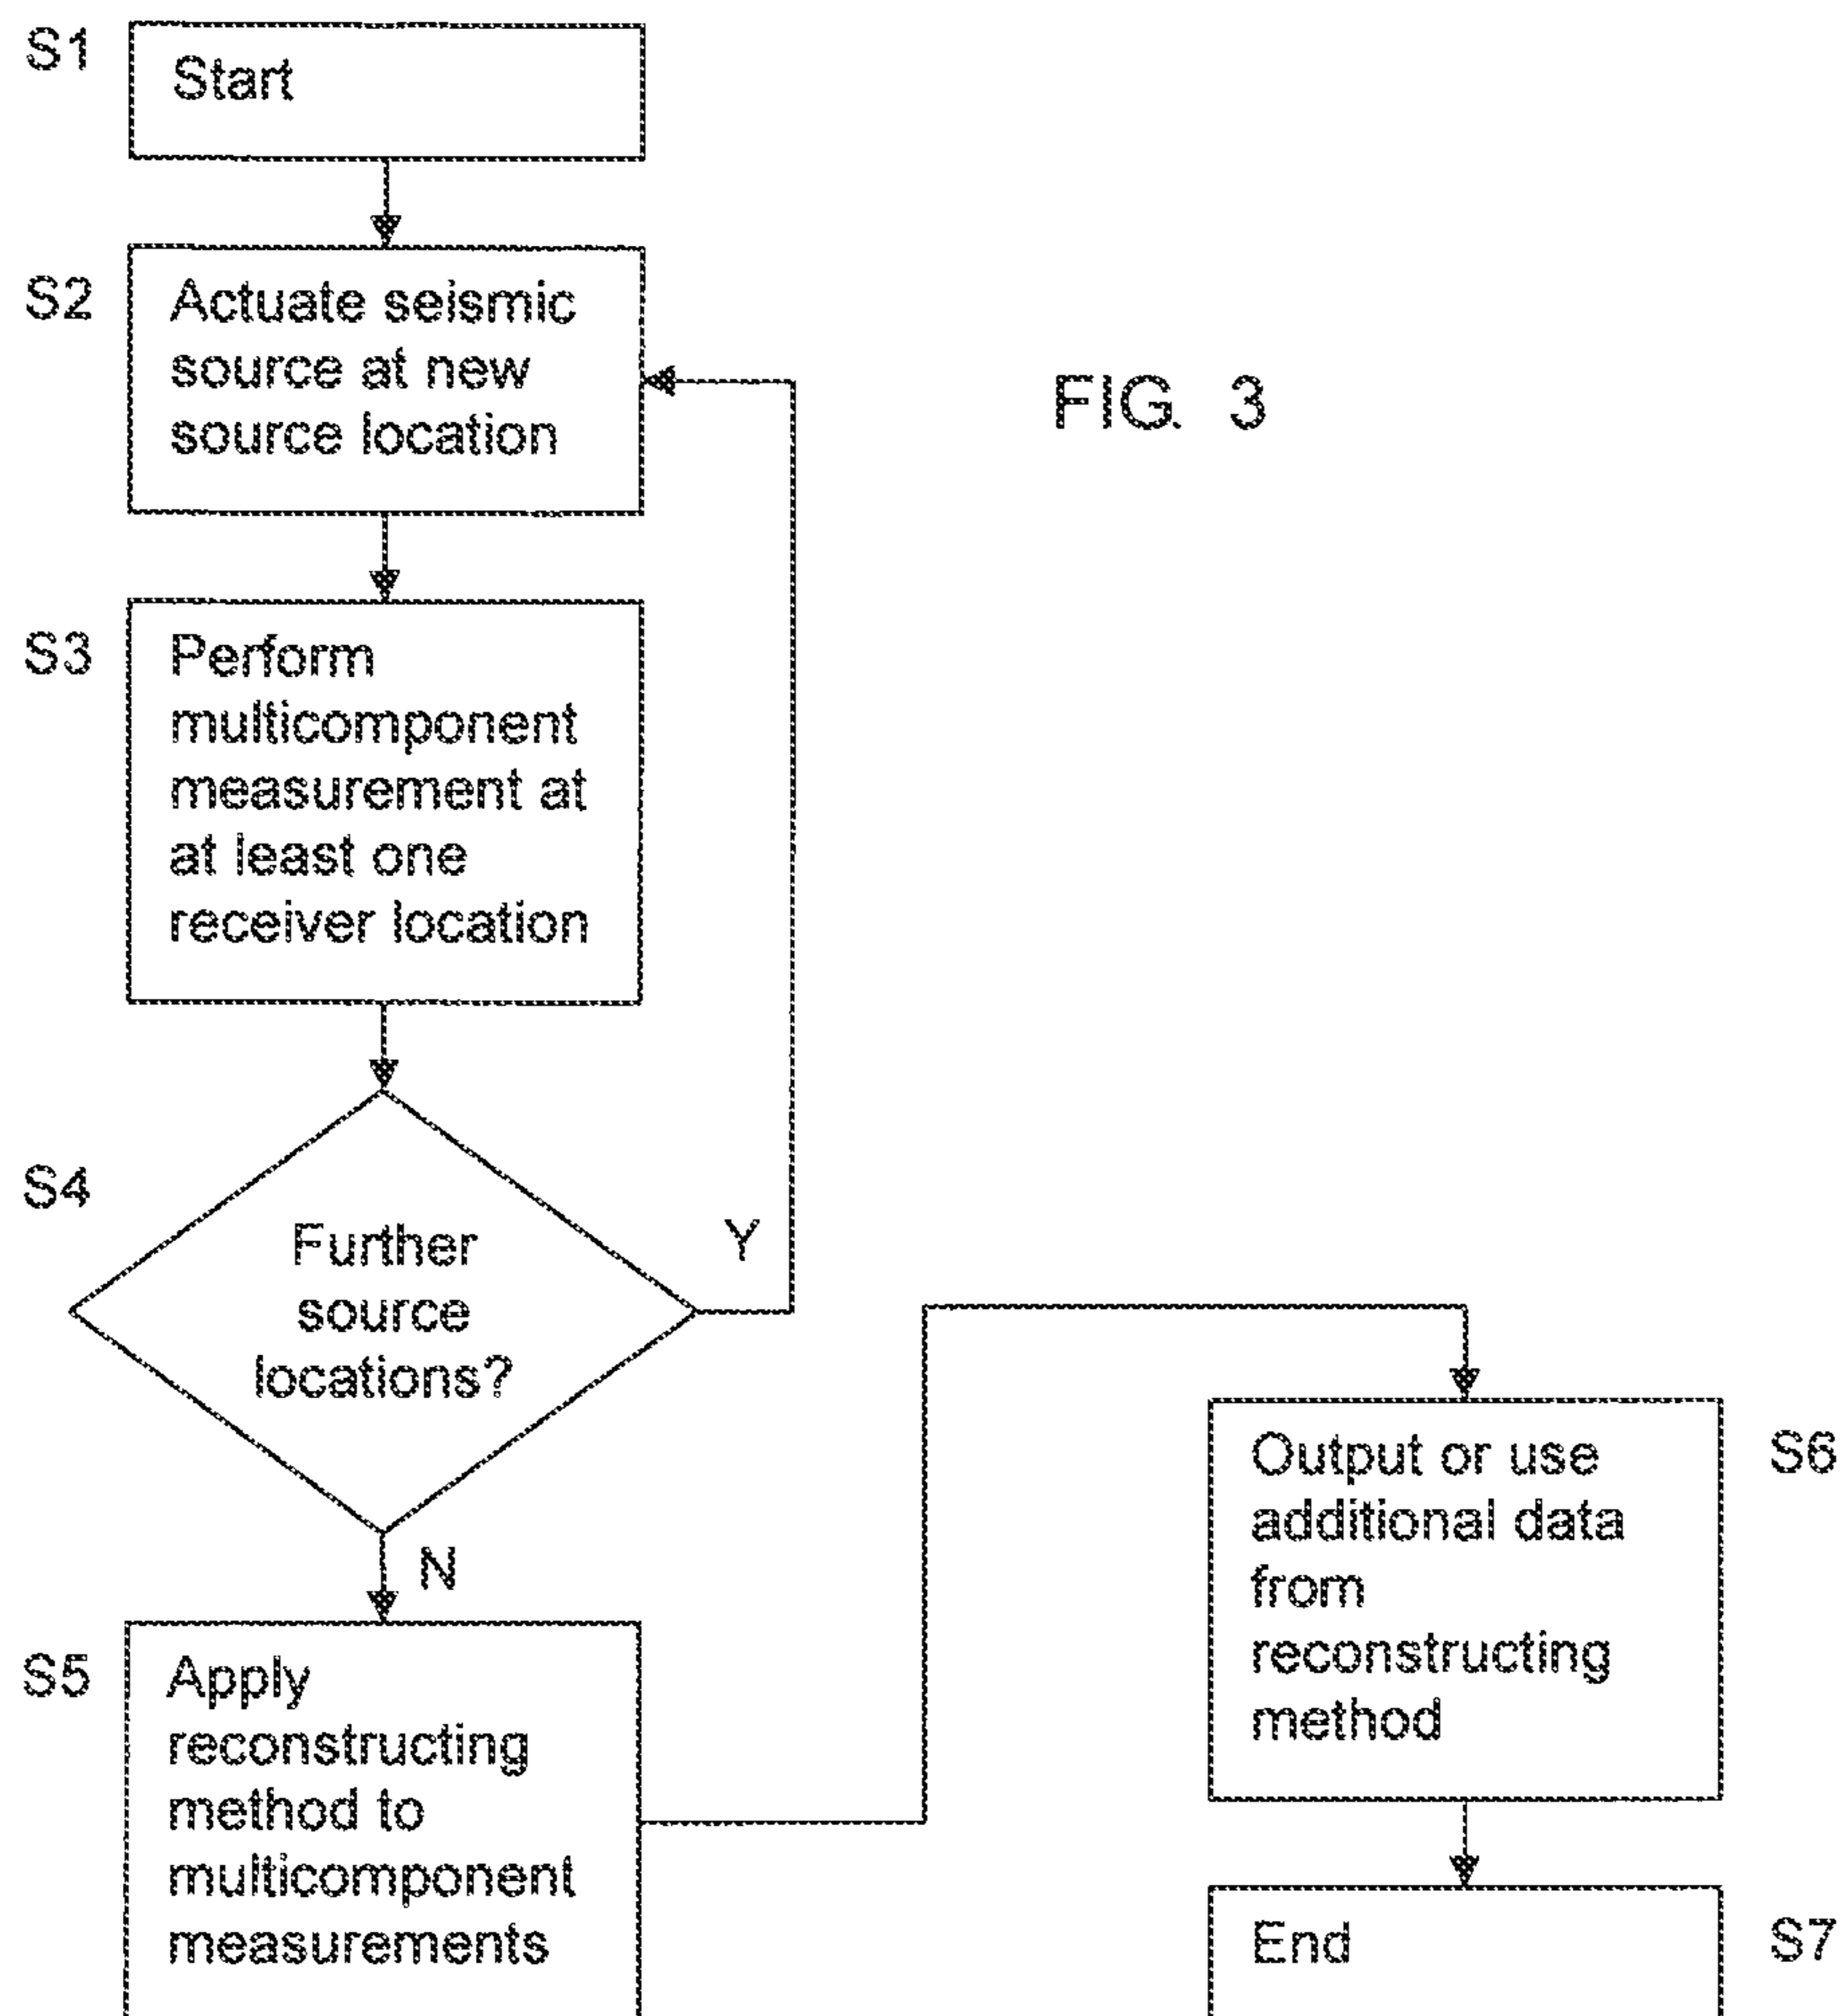 S1
Start
S2
Actuate seismic
source at new
source location
FIG. 3
S3
Perform
multicomponent
measurement at
at least one
receiver location
S4
Further
source
locations?
Y
N
S5
Apply
reconstructing
method to
multicomponent
measurements
S6
Output or use
additional data
from
reconstructing
method
End
S7